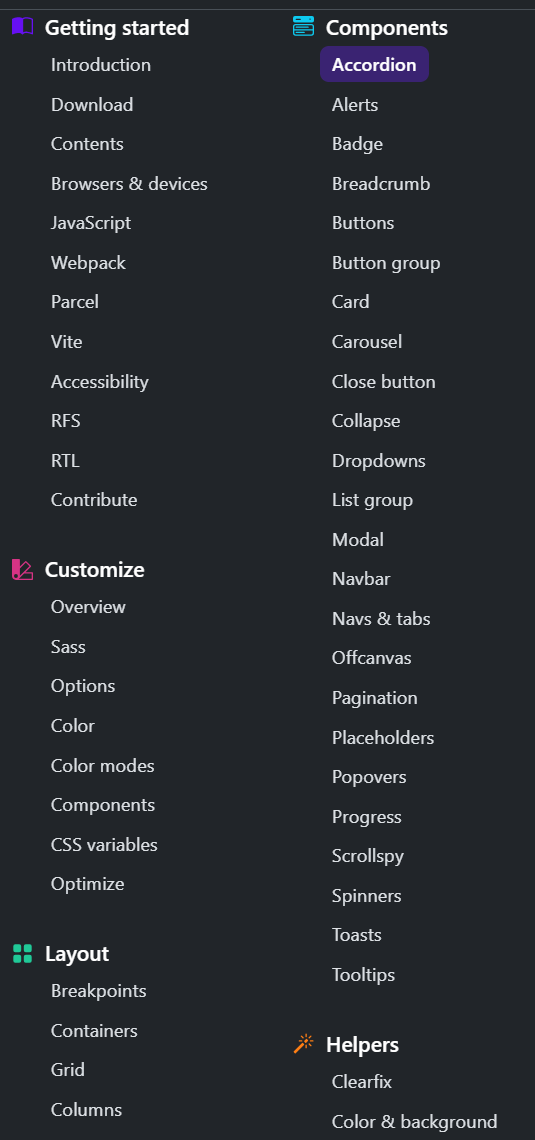 Getting started
Introduction
Download
Contents
Browsers & devices
JavaScript
Webpack
Parcel
Vite
Accessibility
RFS
RTL
Contribute
Customize
Overview
Sass
Options
Color
Color modes
Components
CSS variables
Optimize
Layout
Breakpoints
Containers
Grid
Columns
Components
Accordion
Alerts
Badge
Breadcrumb
Buttons
Button group
Card
Carousel
Close button
Collapse
Dropdowns
List group
Modal
Navbar
Navs & tabs
Offcanvas
Pagination
Placeholders
Popovers
Progress
Scrollspy
Spinners
Toasts
Tooltips
Helpers
Clearfix
Color & background